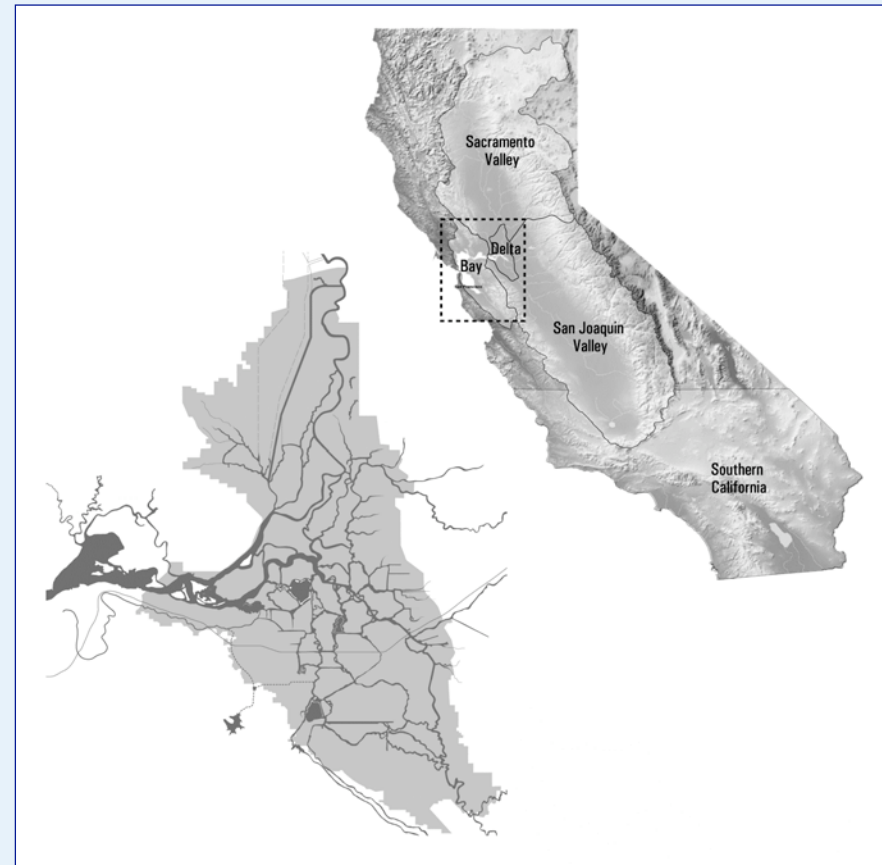 Sacramento
Valley
Delta
Bay
San Joaquin
Valley
Southern
California